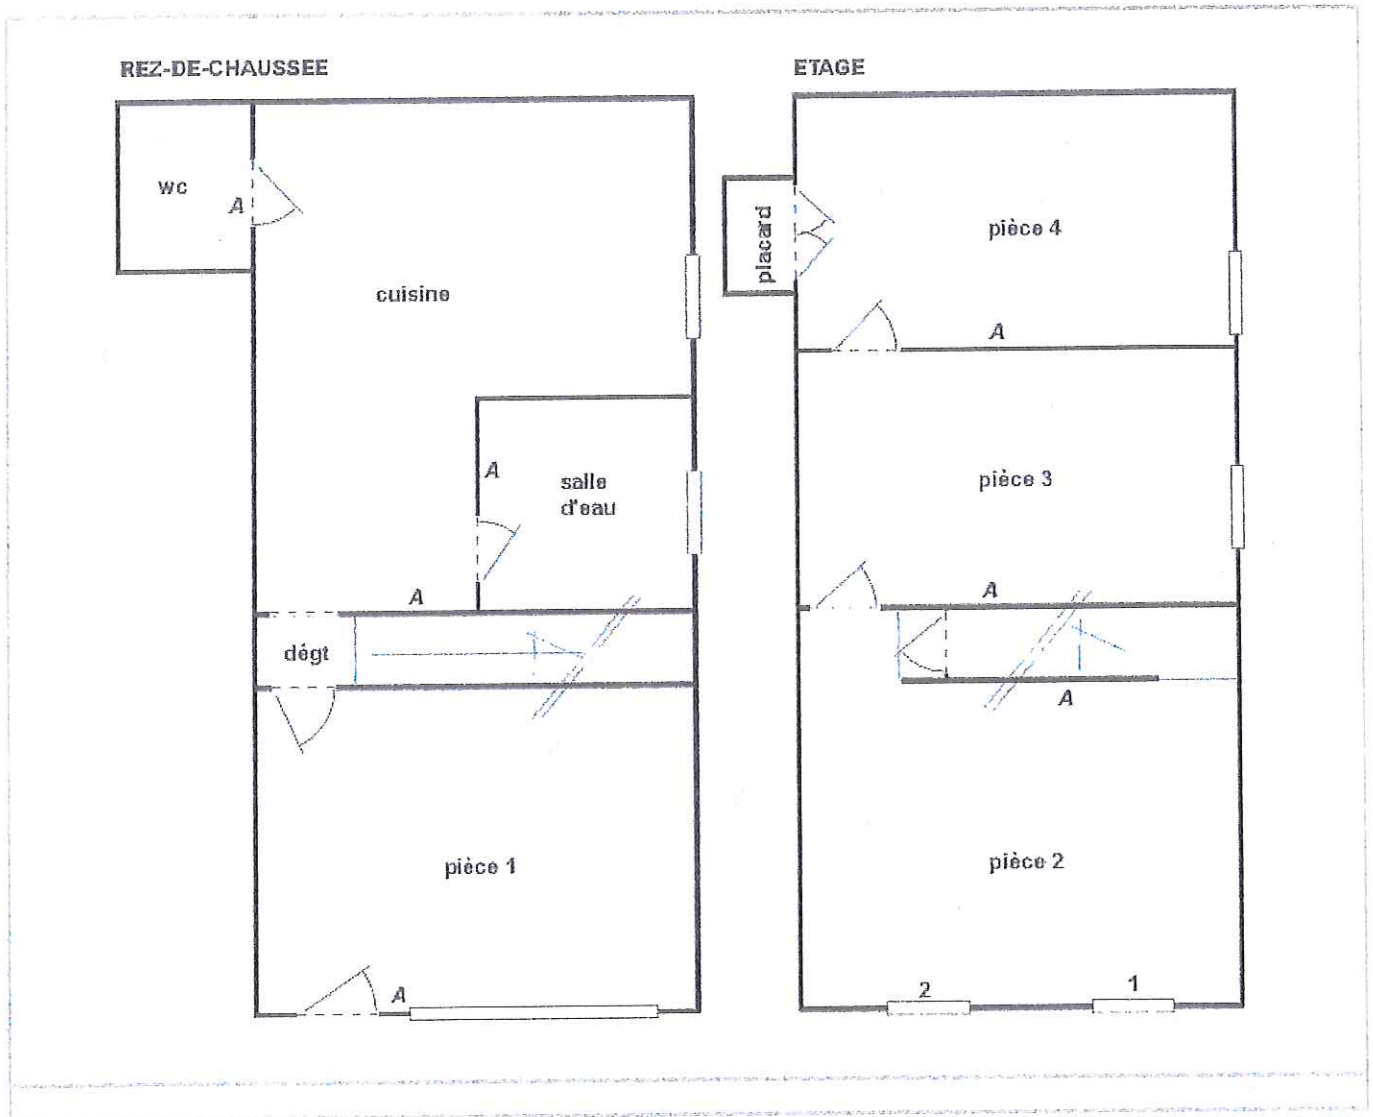 REZ-DE-CHAUSSEE
wc
A
cuisine
A
salle
d'eau
A
dégt
pièce 1
A
ETAGE
placard
pièce 4
A
pièce 3
A
A
pièce 2
2
1